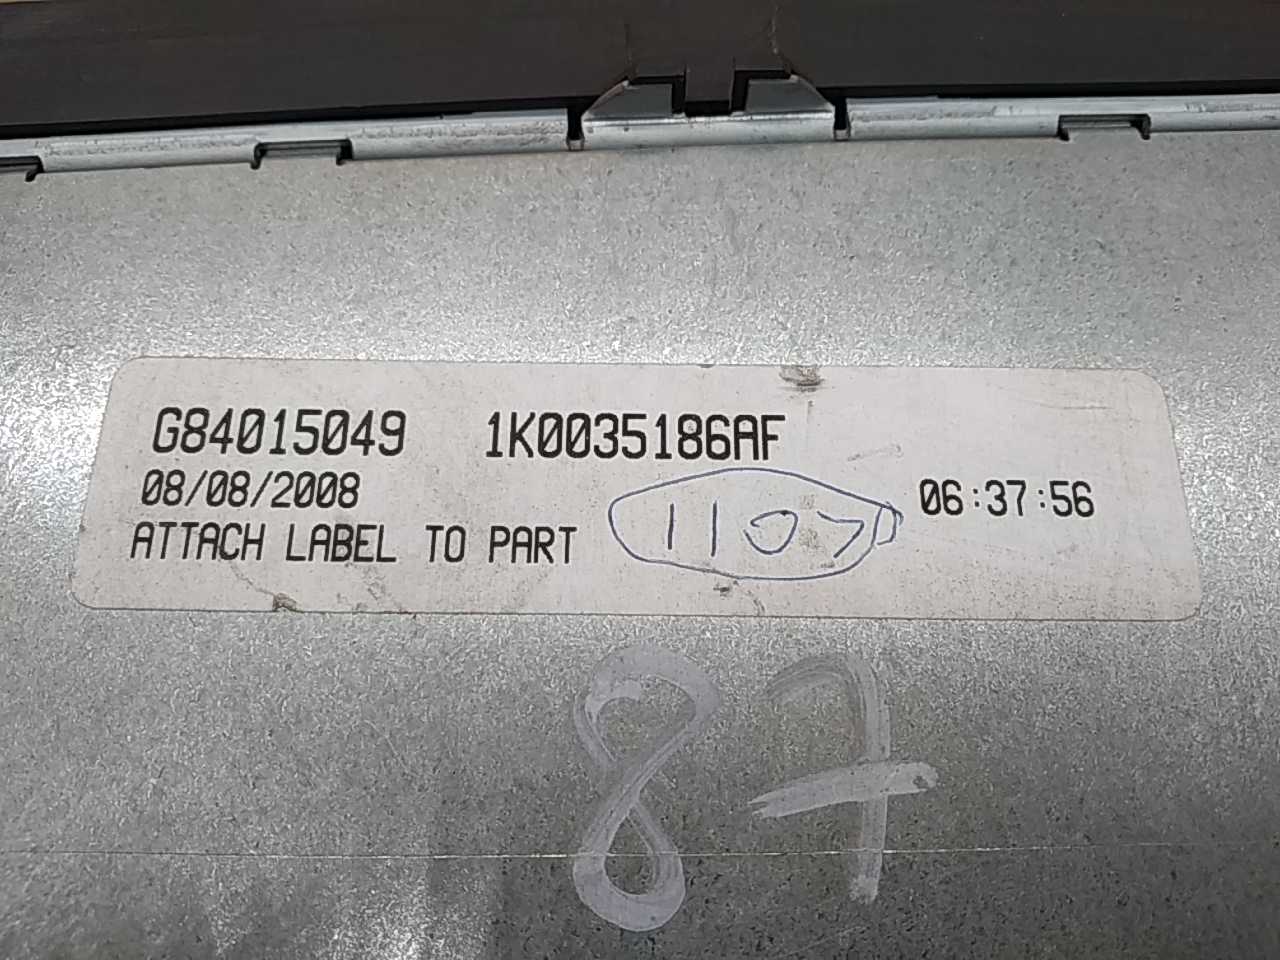 G84015049 1K0035186AF
08/08/2008 06:37:56
ATTACH LABEL TO PART 1107
87